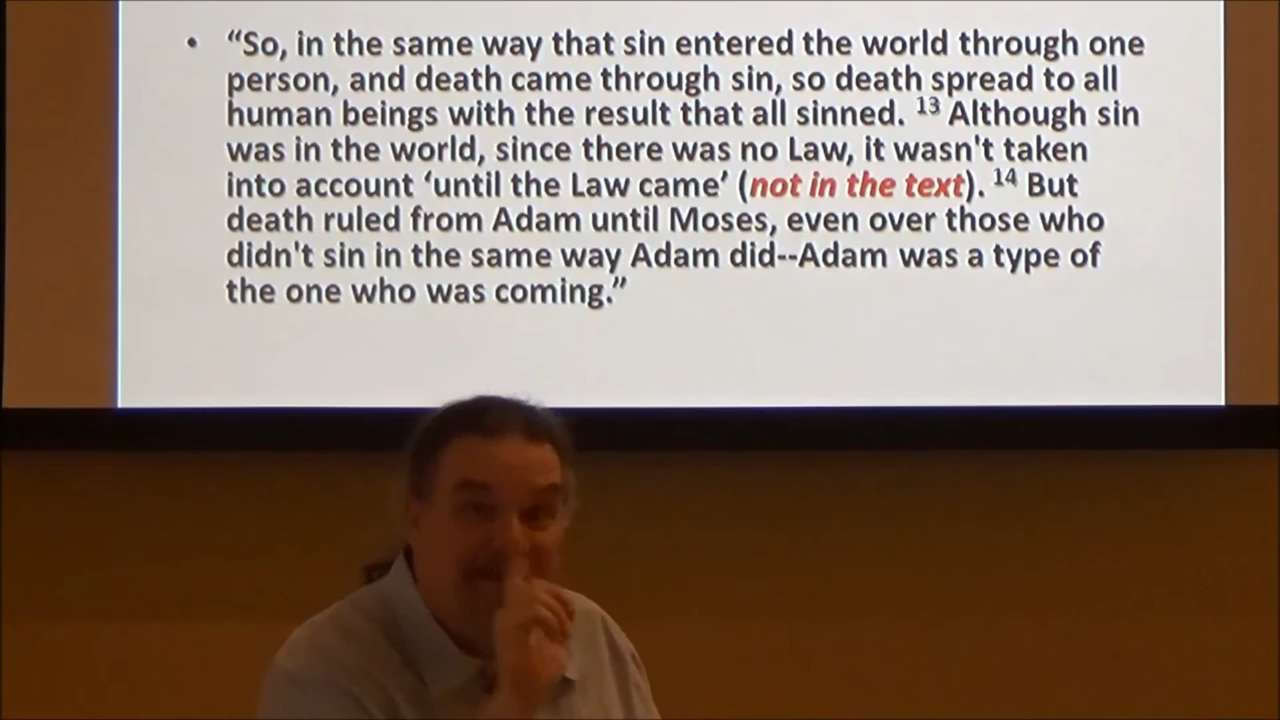 • “So, in the same way that sin entered the world through one
person, and death came through sin, so death spread to all
human beings with the result that all sinned. 13 Although sin
was in the world, since there was no Law, it wasn't taken
into account ‘until the Law came’ (not in the text). 14 But
death ruled from Adam until Moses, even over those who
didn't sin in the same way Adam did--Adam was a type of
the one who was coming.”